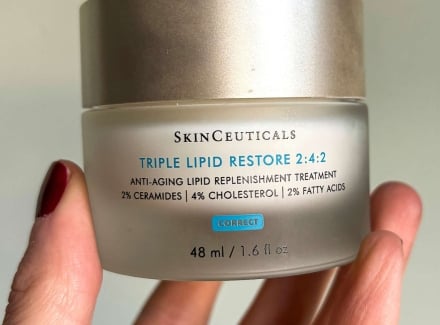 SKINCEUTICALS
TRIPLE LIPID RESTORE 2:4:2
ANTI-AGING LIPID REPLENISHMENT TREATMENT
2% CERAMIDES | 4% CHOLESTEROL | 2% FATTY ACIDS
CORRECT
48 ml / 1.6 fl oz